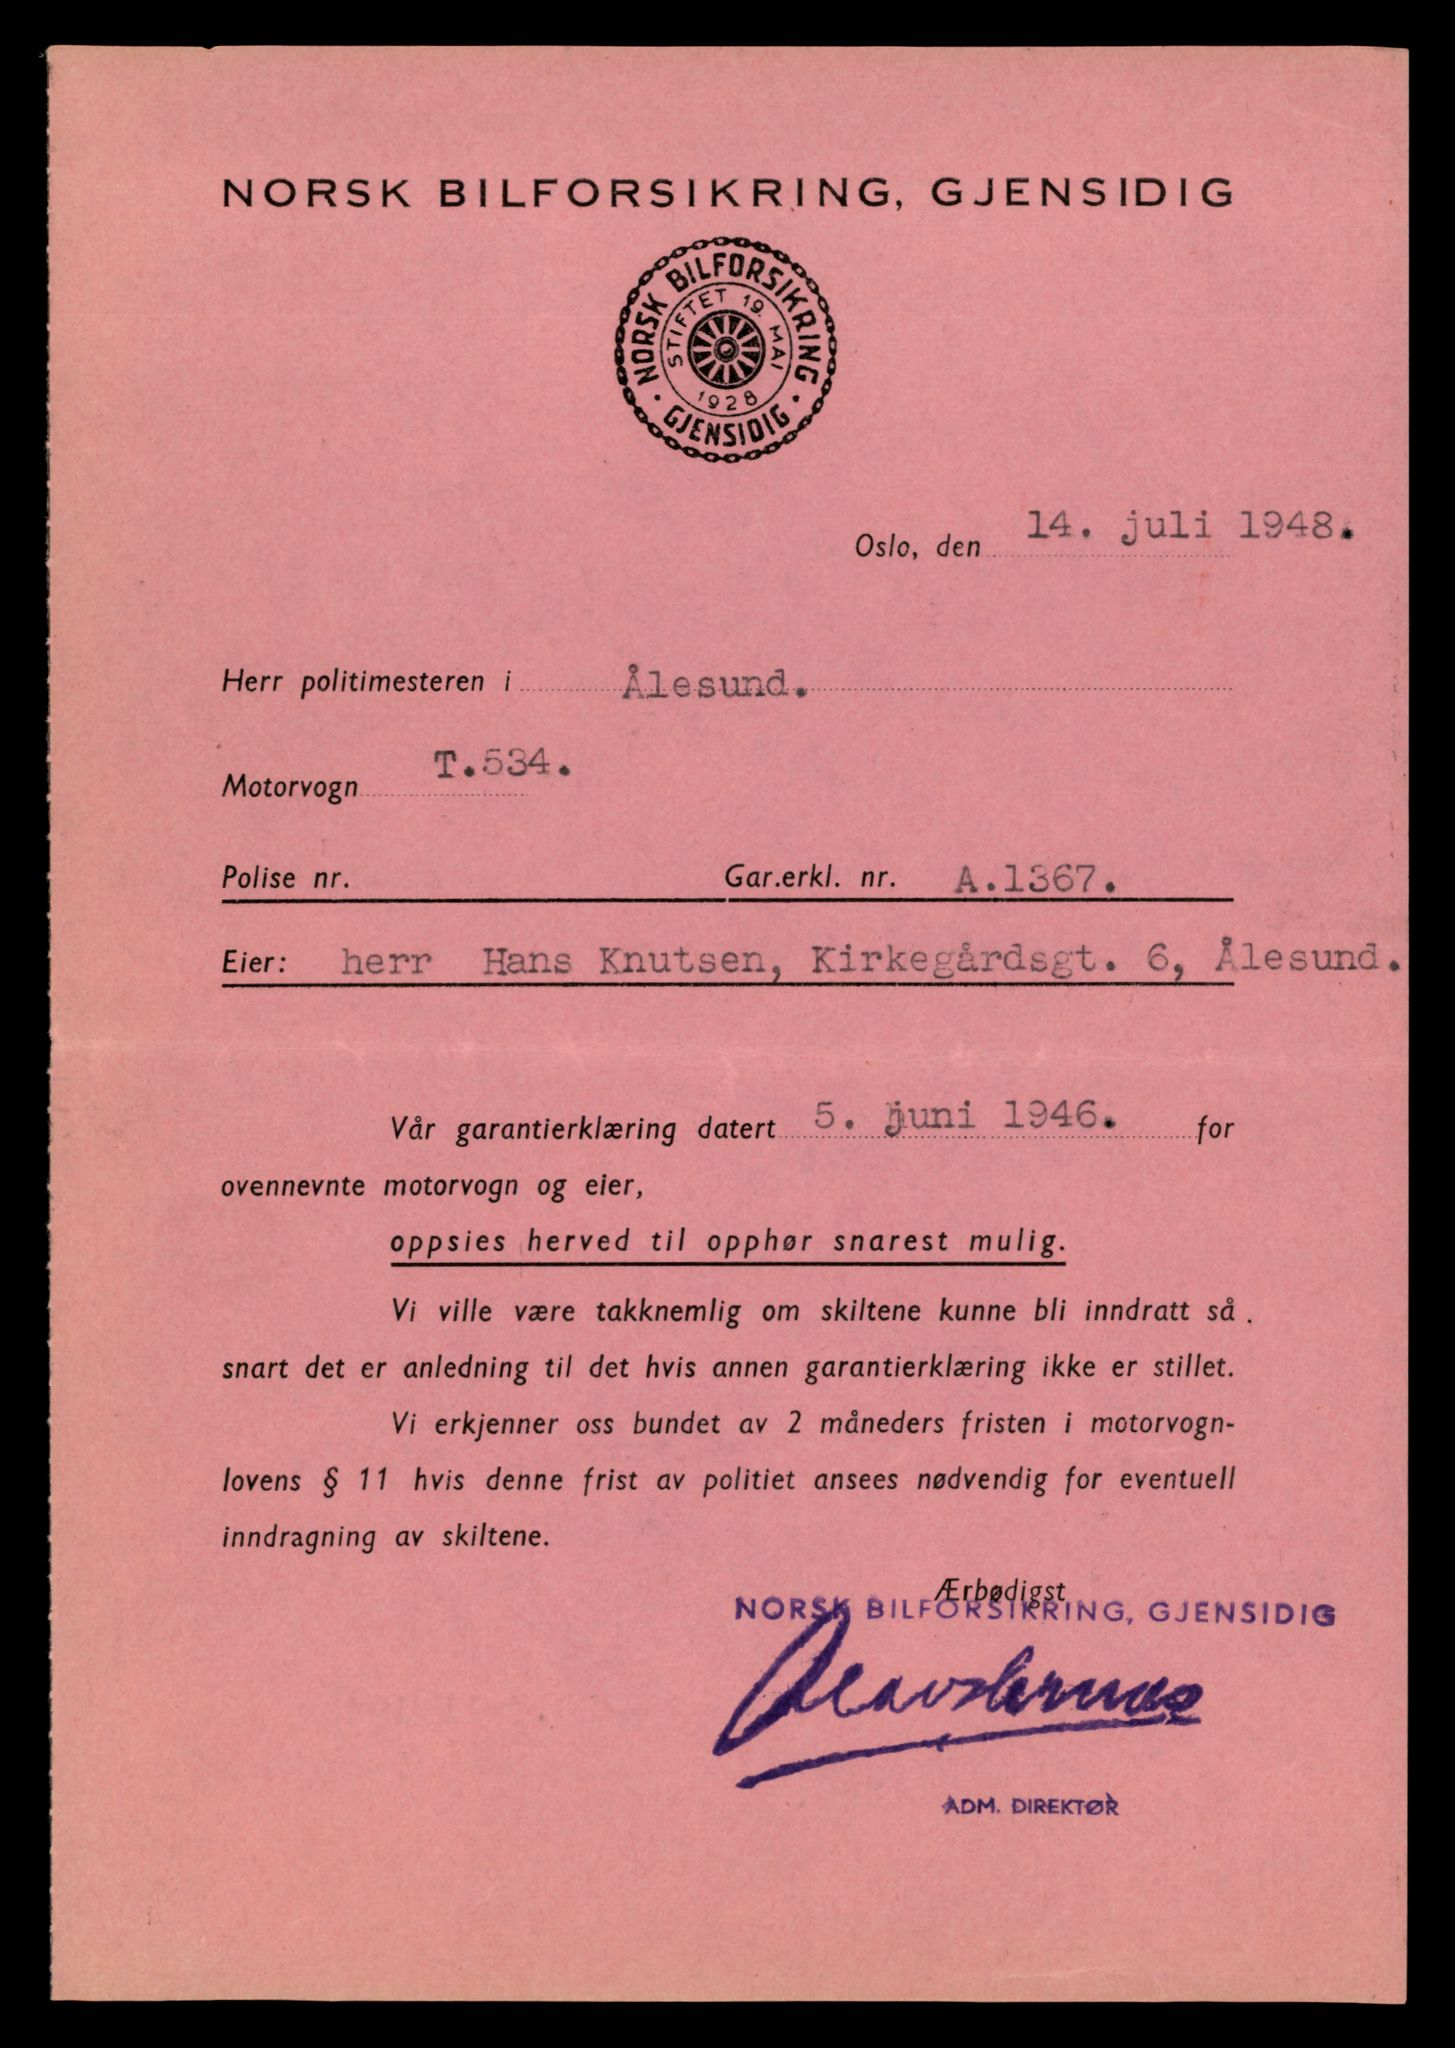 NORSK BILFORSIKRING, GJENSIDIG
NORSK BILFORSIKRING
STIFTET 19. MAI
1928
· GJENSIDIG ·
Oslo, den 14. juli 1948.
Herr politimesteren i Ålesund.
Motorvogn T.534.
Polise nr. Gar.erkl. nr. A.1367.
Eier: herr Hans Knutsen, Kirkegårdsgt. 6, Ålesund.
Vår garantierklæring datert 5. juni 1946. for
ovennevnte motorvogn og eier,
oppsies herved til opphør snarest mulig.
Vi ville være takknemlig om skiltene kunne bli inndratt så
snart det er anledning til det hvis annen garantierklæring ikke er stillet.
Vi erkjenner oss bundet av 2 måneders fristen i motorvogn-
lovens § 11 hvis denne frist av politiet ansees nødvendig for eventuell
inndragning av skiltene.
Ærbødigst
NORSK BILFORSIKRING, GJENSIDIG
ADM. DIREKTØR